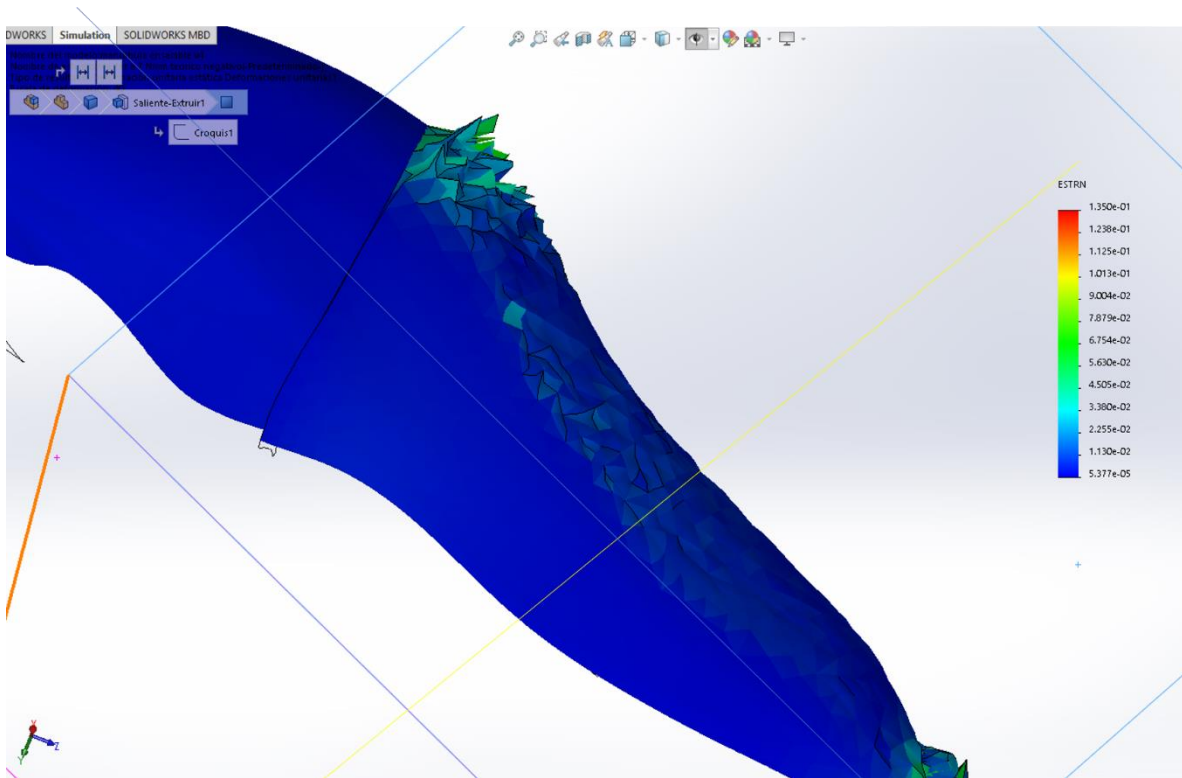 DWORKS Simulation SOLIDWORKS MBD
Saliente-Extruir1
Croquis1
ESTRN
1.350e-01
1.238e-01
1.125e-01
1.013e-01
9.004e-02
7.879e-02
6.754e-02
5.630e-02
4.505e-02
3.380e-02
2.255e-02
1.130e-02
5.377e-05
Y
Z